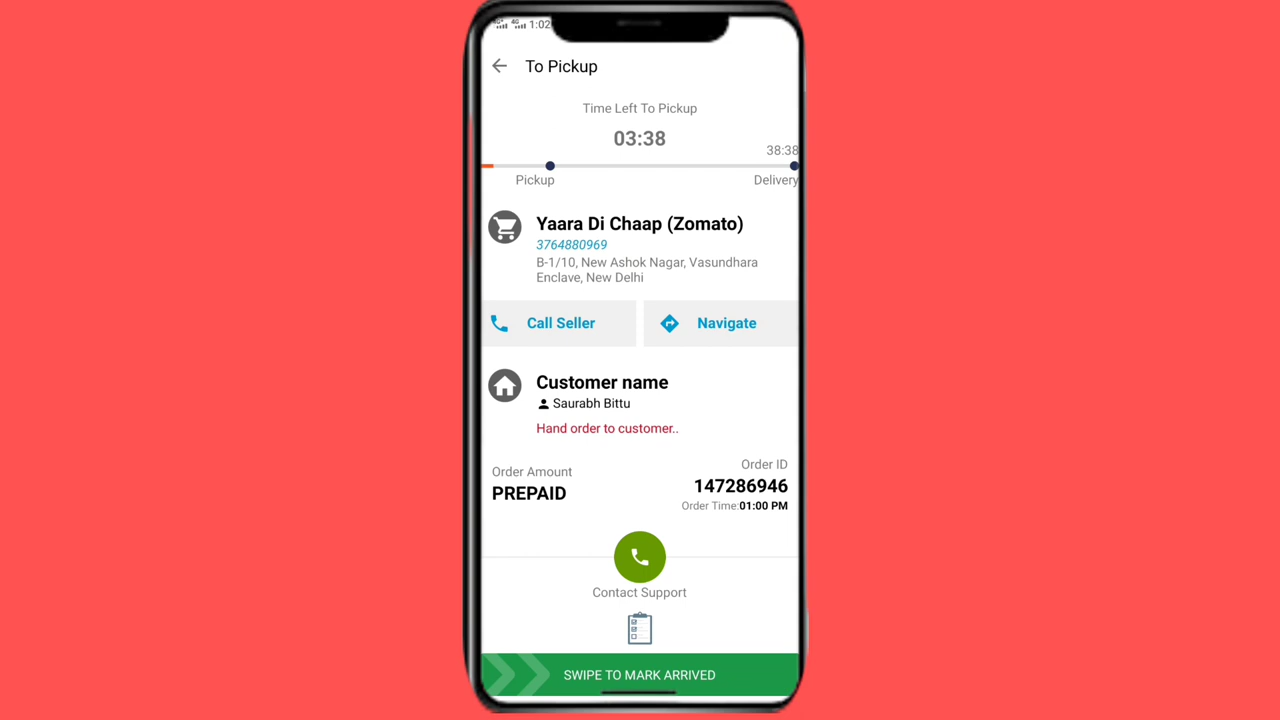 4G+ 4G 1:02
To Pickup
Time Left To Pickup
03:38
38:38
Pickup
Delivery
Yaara Di Chaap (Zomato)
3764880969
B-1/10, New Ashok Nagar, Vasundhara
Enclave, New Delhi
Call Seller
Navigate
Customer name
Saurabh Bittu
Hand order to customer..
Order Amount
PREPAID
Order ID
147286946
Order Time:01:00 PM
Contact Support
SWIPE TO MARK ARRIVED